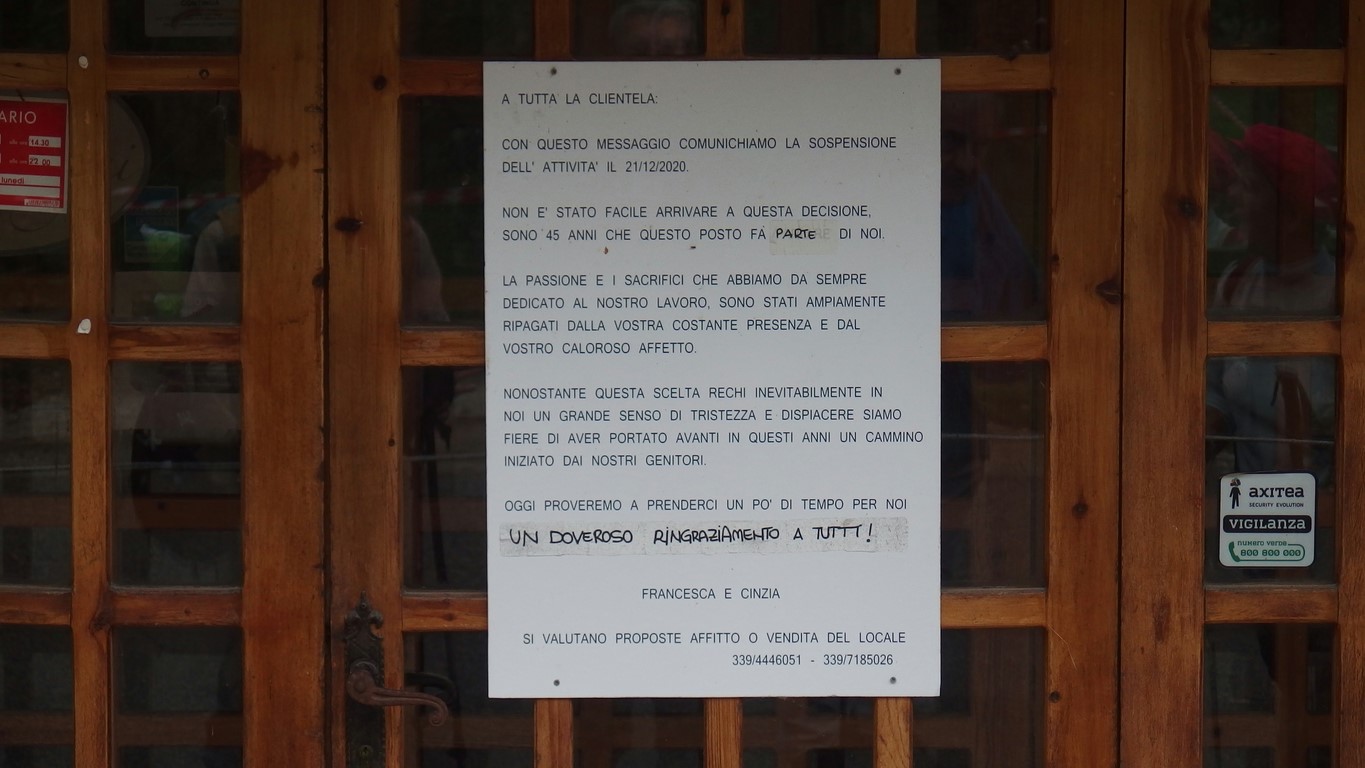 ARIO
14.30
22 00
lunedì
A TUTTA LA CLIENTELA:
CON QUESTO MESSAGGIO COMUNICHIAMO LA SOSPENSIONE
DELL' ATTIVITA' IL 21/12/2020.
NON E' STATO FACILE ARRIVARE A QUESTA DECISIONE,
SONO 45 ANNI CHE QUESTO POSTO FA PARTE DI NOI.
LA PASSIONE E I SACRIFICI CHE ABBIAMO DA SEMPRE
DEDICATO AL NOSTRO LAVORO, SONO STATI AMPIAMENTE
RIPAGATI DALLA VOSTRA COSTANTE PRESENZA E DAL
VOSTRO CALOROSO AFFETTO.
NONOSTANTE QUESTA SCELTA RECHI INEVITABILMENTE IN
NOI UN GRANDE SENSO DI TRISTEZZA E DISPIACERE SIAMO
FIERE DI AVER PORTATO AVANTI IN QUESTI ANNI UN CAMMINO
INIZIATO DAI NOSTRI GENITORI.
OGGI PROVEREMO A PRENDERCI UN PO' DI TEMPO PER NOI
UN DOVEROSO RINGRAZIAMENTO A TUTTI!
FRANCESCA E CINZIA
SI VALUTANO PROPOSTE AFFITTO O VENDITA DEL LOCALE
339/4446051 - 339/7185026
AXITEA
SECURITY EVOLUTION
VIGILANZA
numero verde
800 800 000